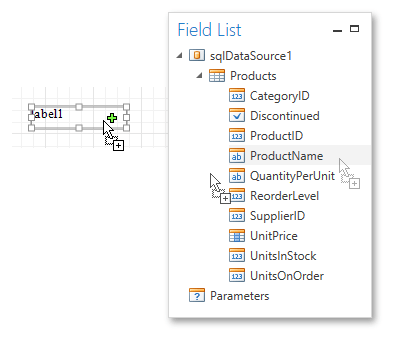 label1
Field List
sqlDataSource1
Products
123 CategoryID
Discontinued
123 ProductID
ab ProductName
ab QuantityPerUnit
123 ReorderLevel
123 SupplierID
UnitPrice
123 UnitsInStock
123 UnitsOnOrder
? Parameters